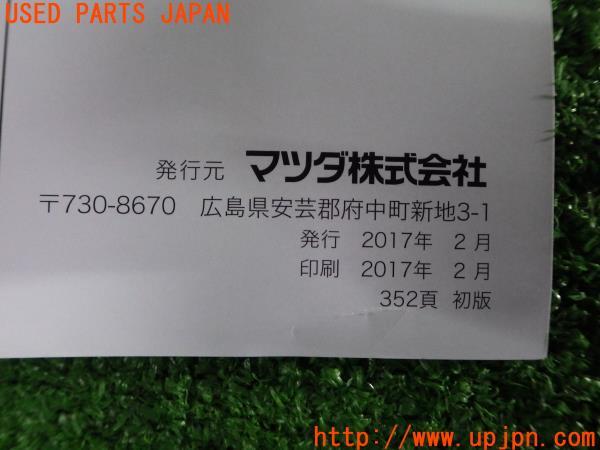 USED PARTS JAPAN
発行元 マツダ株式会社
〒730-8670 広島県安芸郡府中町新地3-1
発行 2017年 2月
印刷 2017年 2月
352頁 初版
http://www.upjpn.com/